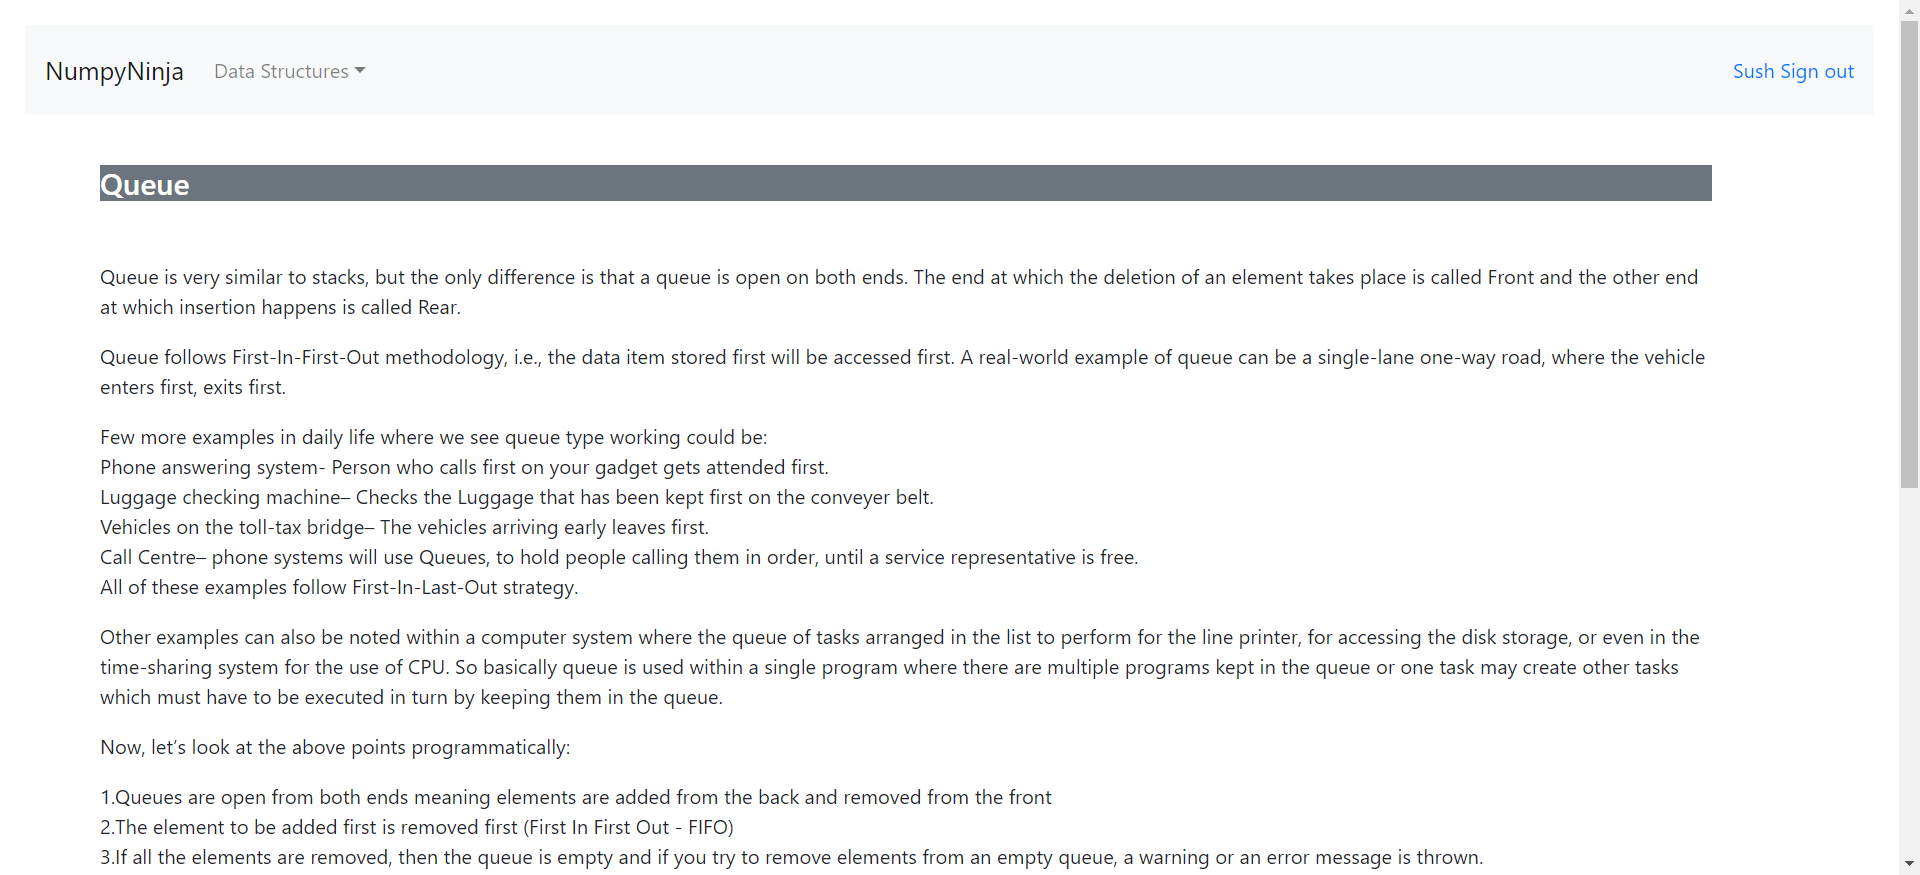 NumpyNinja
Data Structures
Sush Sign out
Queue
Queue is very similar to stacks, but the only difference is that a queue is open on both ends. The end at which the deletion of an element takes place is called Front and the other end
at which insertion happens is called Rear.
Queue follows First-In-First-Out methodology, i.e., the data item stored first will be accessed first. A real-world example of queue can be a single-lane one-way road, where the vehicle
enters first, exits first.
Few more examples in daily life where we see queue type working could be:
Phone answering system- Person who calls first on your gadget gets attended first.
Luggage checking machine– Checks the Luggage that has been kept first on the conveyer belt.
Vehicles on the toll-tax bridge– The vehicles arriving early leaves first.
Call Centre– phone systems will use Queues, to hold people calling them in order, until a service representative is free.
All of these examples follow First-In-Last-Out strategy.
Other examples can also be noted within a computer system where the queue of tasks arranged in the list to perform for the line printer, for accessing the disk storage, or even in the
time-sharing system for the use of CPU. So basically queue is used within a single program where there are multiple programs kept in the queue or one task may create other tasks
which must have to be executed in turn by keeping them in the queue.
Now, let’s look at the above points programmatically:
1.Queues are open from both ends meaning elements are added from the back and removed from the front
2.The element to be added first is removed first (First In First Out - FIFO)
3.If all the elements are removed, then the queue is empty and if you try to remove elements from an empty queue, a warning or an error message is thrown.